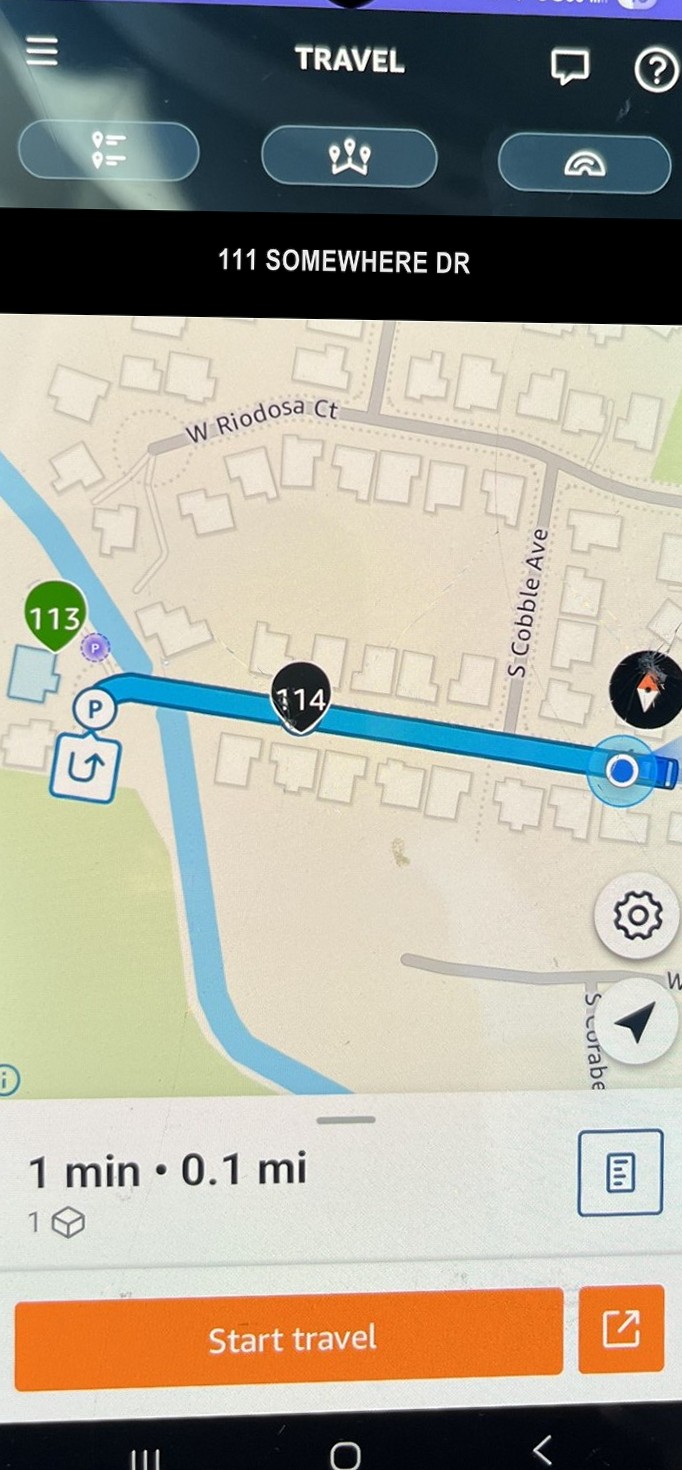 TRAVEL
?
111 SOMEWHERE DR
W Riodosa Ct
S Cobble Ave
113
P
114
P
W
i
1 min • 0.1 mi
1
Start travel